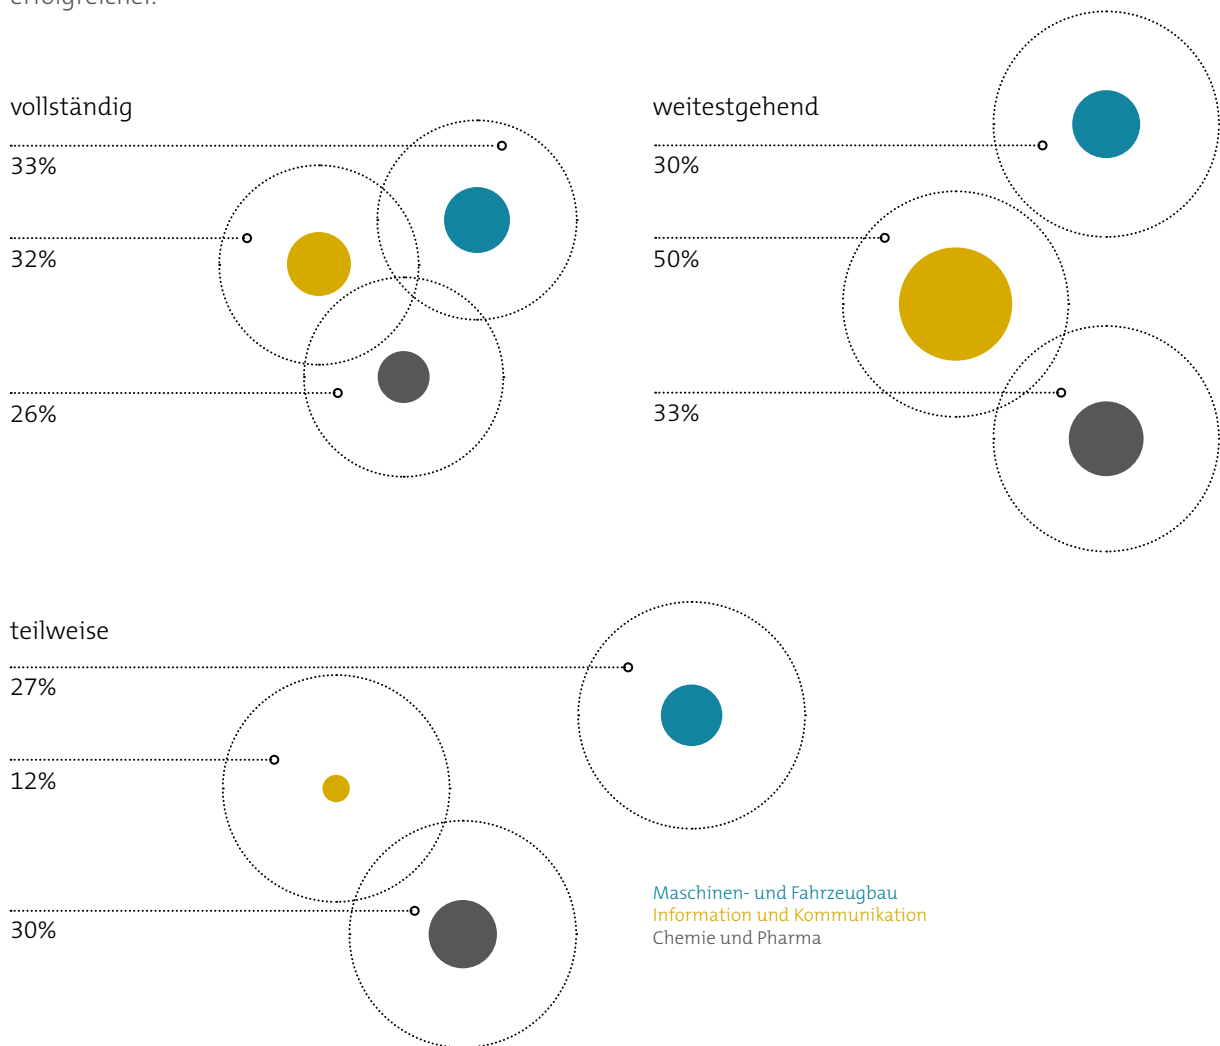 erfolgreicher.
vollständig
33%
32%
26%
weitestgehend
30%
50%
33%
teilweise
27%
12%
30%
Maschinen- und Fahrzeugbau
Information und Kommunikation
Chemie und Pharma